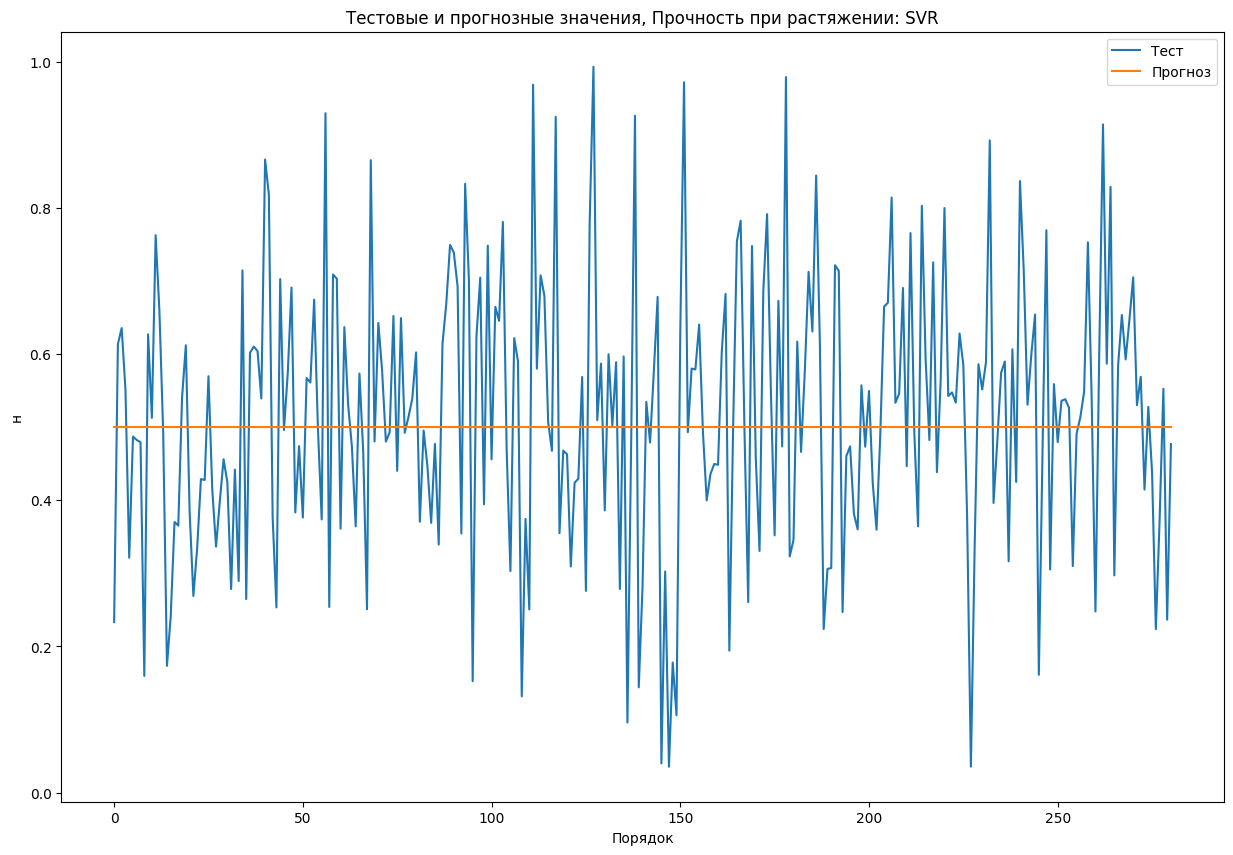 Тестовые и прогнозные значения, Прочность при растяжении: SVR
Тест
Прогноз
1.0
0.8
0.6
0.4
0.2
0.0
н
0
50
100
150
200
250
Порядок